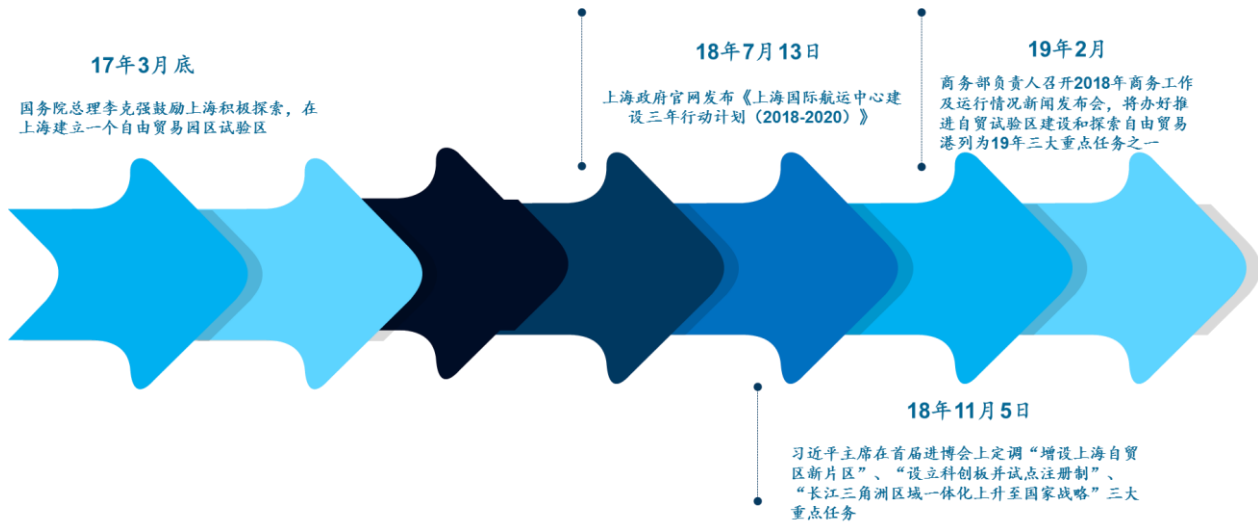 17年3月底
国务院总理李克强鼓励上海积极探索，在
上海建立一个自由贸易园区试验区
18年7月13日
上海政府官网发布《上海国际航运中心建
设三年行动计划（2018-2020）》
19年2月
商务部负责人召开2018年商务工作
及运行情况新闻发布会，将办好推
进自贸试验区建设和探索自由贸易
港列为19年三大重点任务之一
18年11月5日
习近平主席在首届进博会上定调“增设上海自贸
区新片区”、“设立科创板并试点注册制”、
“长江三角洲区域一体化上升至国家战略”三大
重点任务